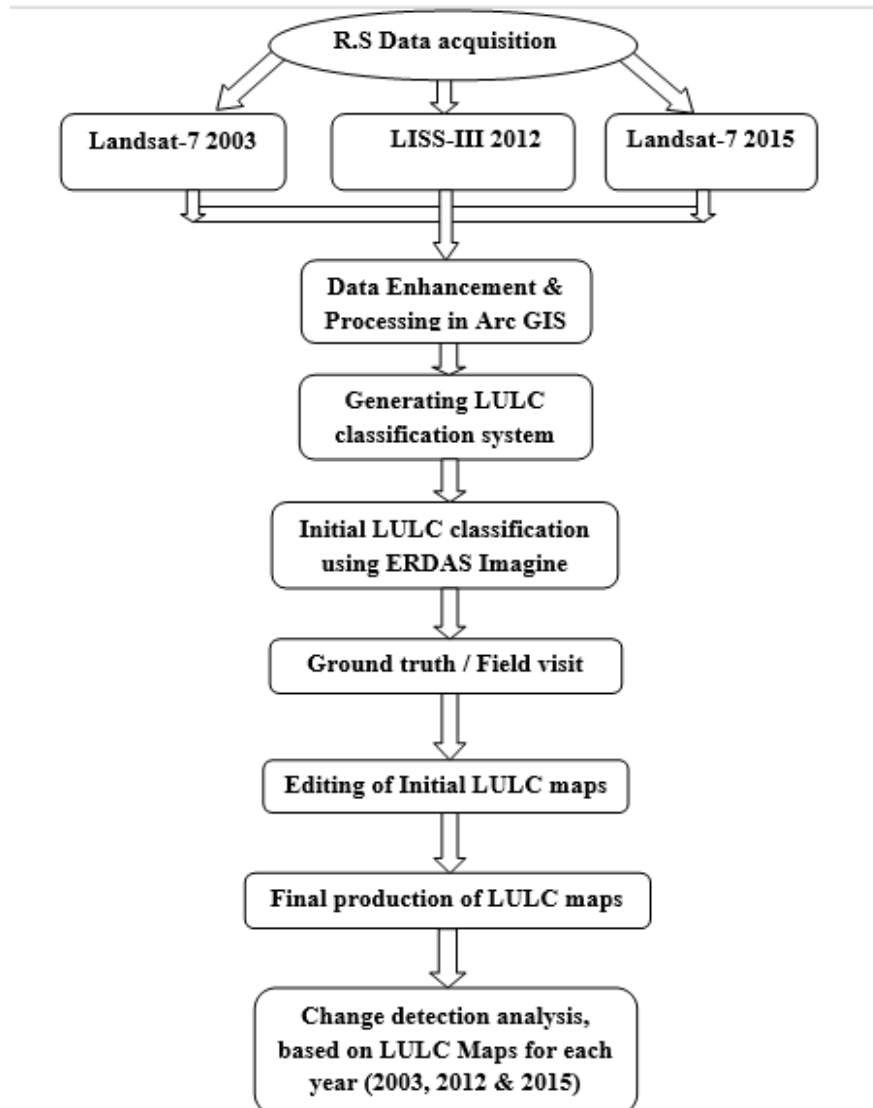 R.S Data acquisition
Landsat-7 2003
LISS-III 2012
Landsat-7 2015
Data Enhancement &
Processing in Arc GIS
Generating LULC
classification system
Initial LULC classification
using ERDAS Imagine
Ground truth / Field visit
Editing of Initial LULC maps
Final production of LULC maps
Change detection analysis,
based on LULC Maps for each
year (2003, 2012 & 2015)